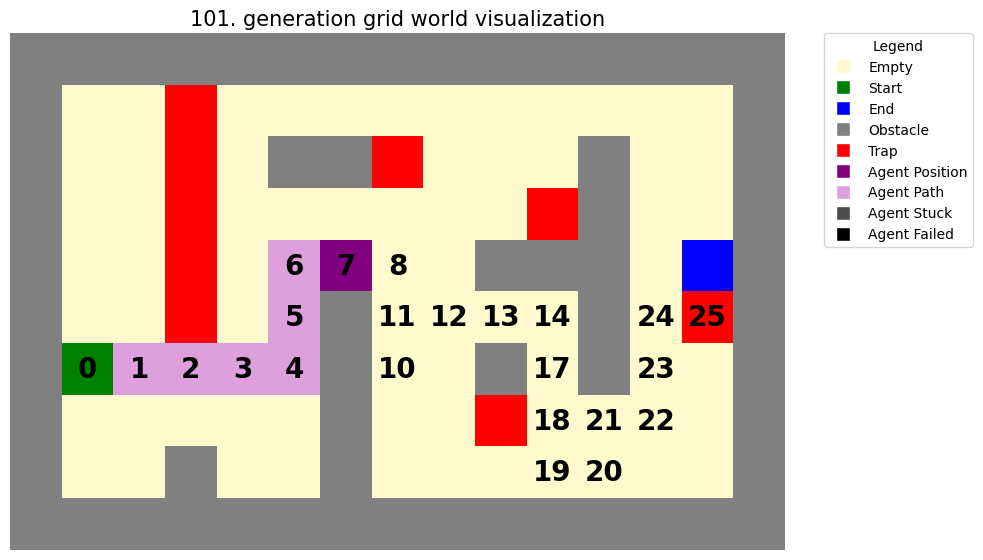 101. generation grid world visualization
Legend
Empty
Start
End
Obstacle
Trap
Agent Position
Agent Path
Agent Stuck
Agent Failed
6 7 8
5 11 12 13 14 24 25
0 1 2 3 4 10 17 23
18 21 22
19 20